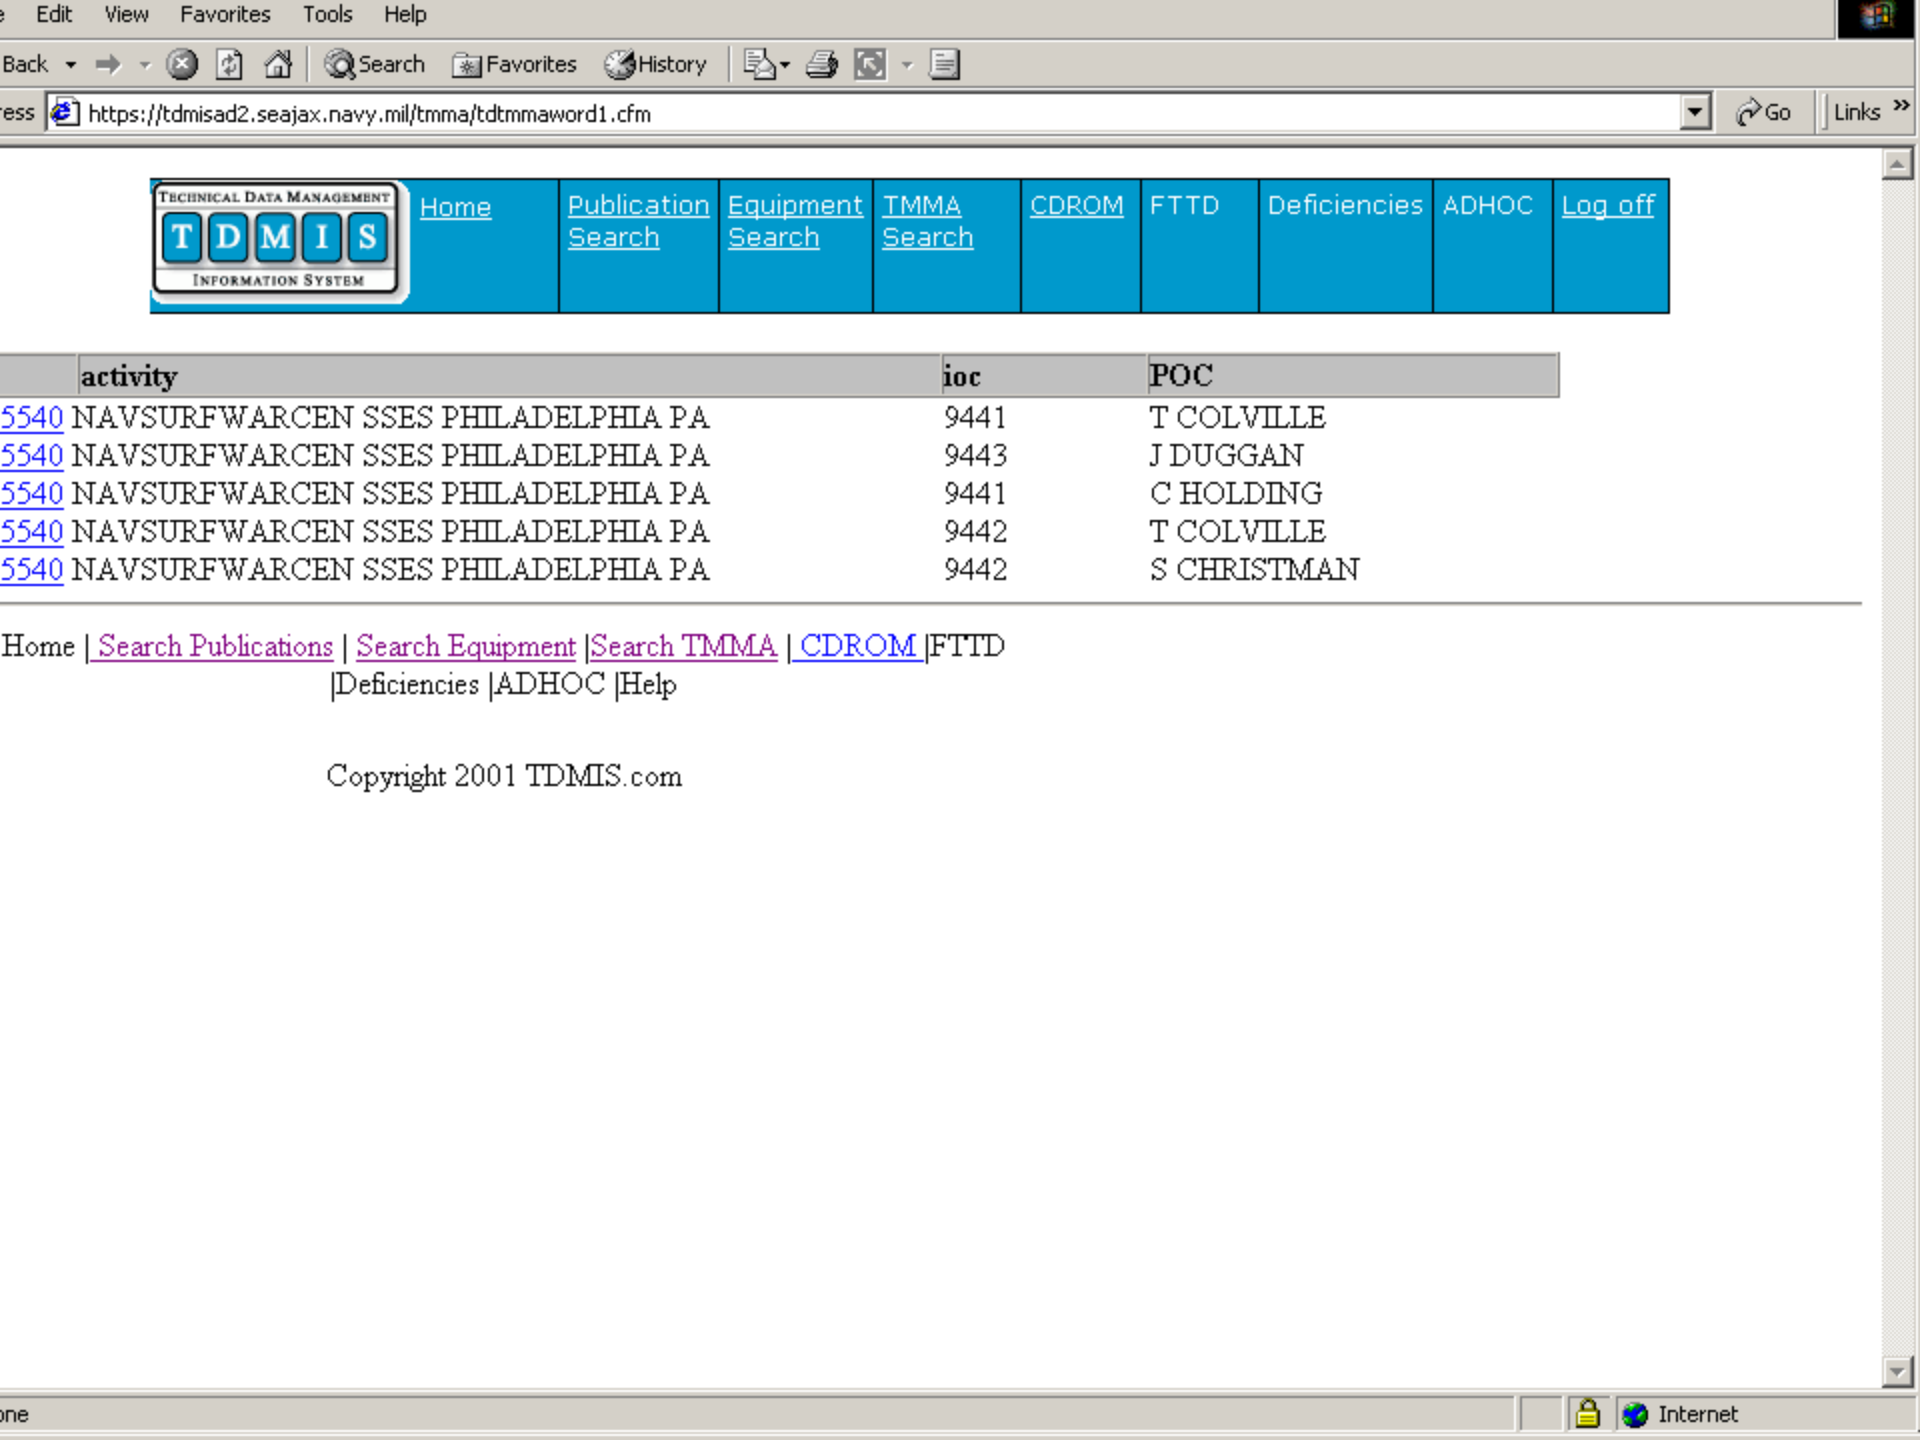 Edit View Favorites Tools Help
Back Search Favorites History
https://tdmisad2.seajax.navy.mil/tmma/tdtmmaword1.cfm Go Links »
TECHNICAL DATA MANAGEMENT
T D M I S
INFORMATION SYSTEM
Home Publication Search Equipment Search TMMA Search CDROM FTTD Deficiencies ADHOC Log off
activity ioc POC
5540 NAVSURFWARCEN SSES PHILADELPHIA PA 9441 T COLVILLE
5540 NAVSURFWARCEN SSES PHILADELPHIA PA 9443 J DUGGAN
5540 NAVSURFWARCEN SSES PHILADELPHIA PA 9441 C HOLDING
5540 NAVSURFWARCEN SSES PHILADELPHIA PA 9442 T COLVILLE
5540 NAVSURFWARCEN SSES PHILADELPHIA PA 9442 S CHRISTMAN
Home | Search Publications | Search Equipment |Search TMMA | CDROM |FTTD
|Deficiencies |ADHOC |Help
Copyright 2001 TDMIS.com
Internet